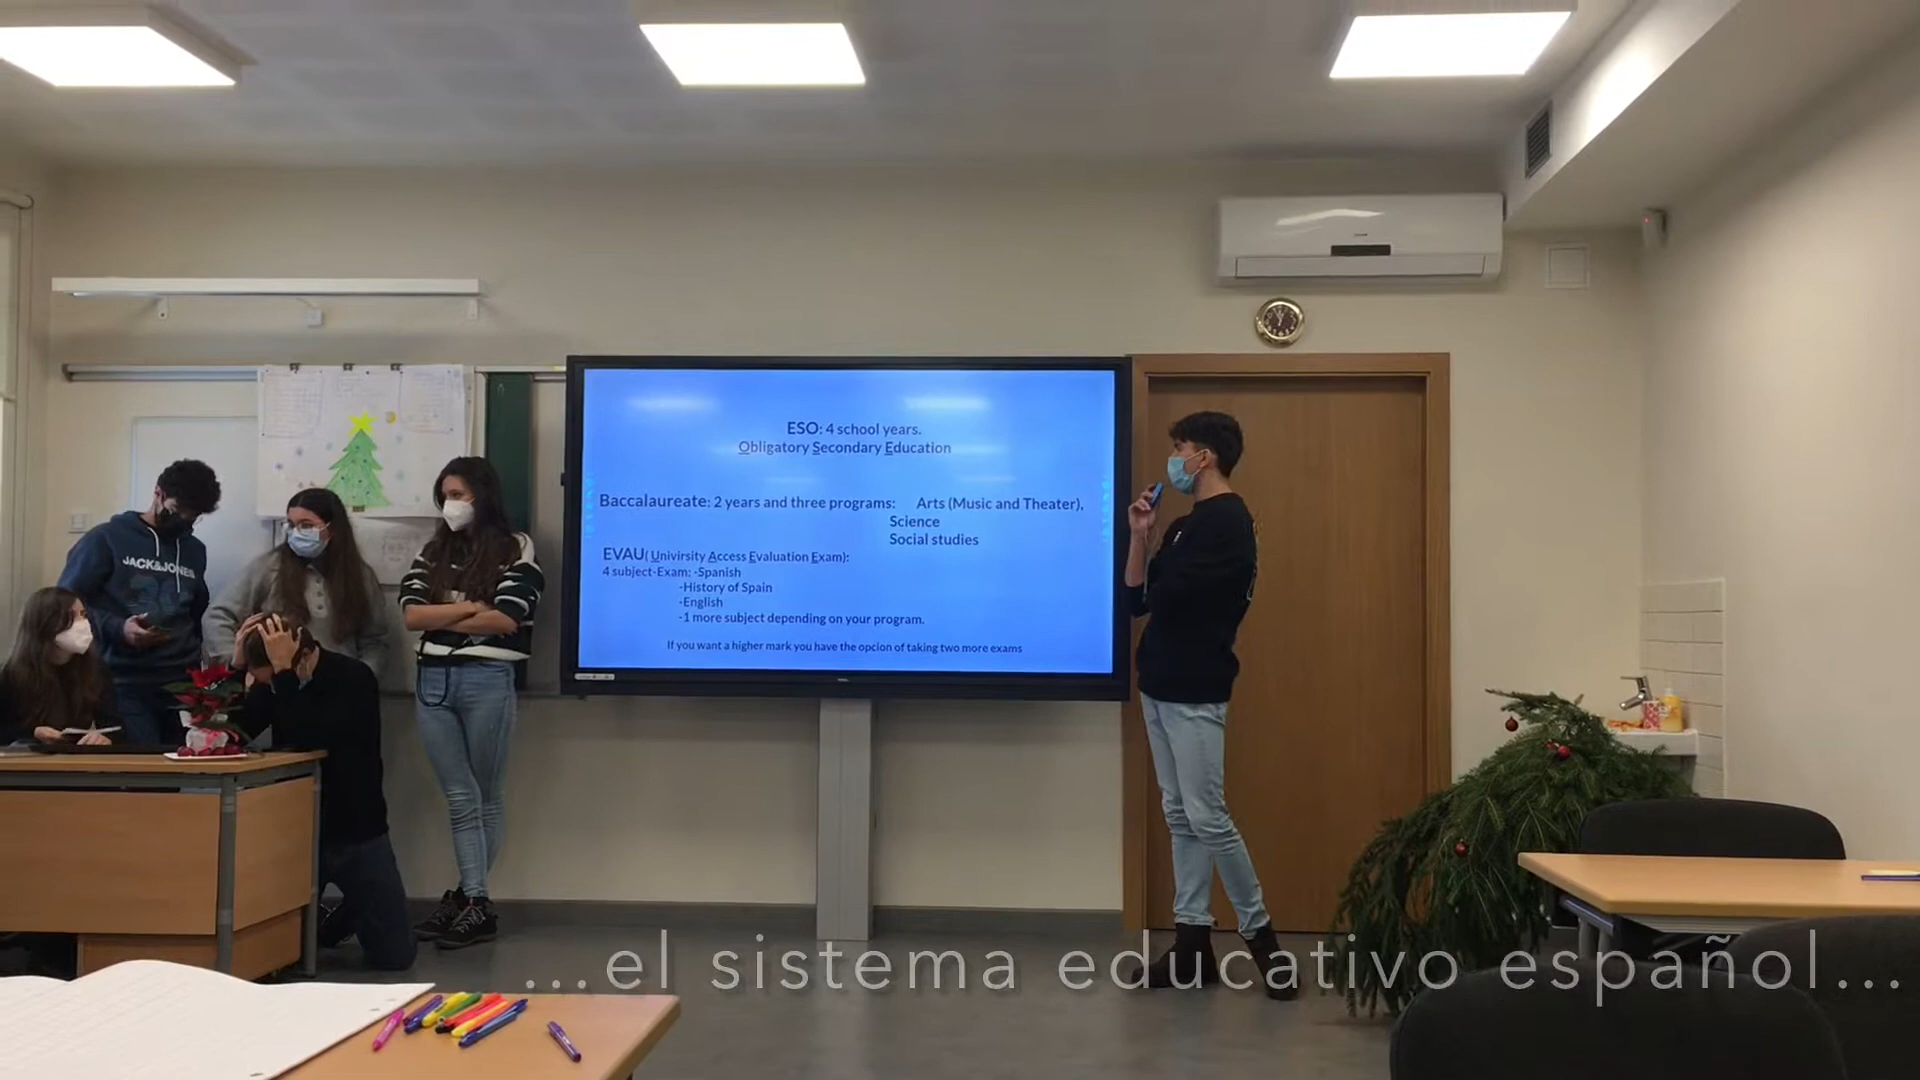 ESO: 4 school years.
Obligatory Secondary Education
Baccalaureate: 2 years and three programs: Arts (Music and Theater),
Science
Social studies
EVAU( Univirsity Access Evaluation Exam):
4 subject-Exam: -Spanish
-History of Spain
-English
-1 more subject depending on your program.
If you want a higher mark you have the opcion of taking two more exams
JACK&JONES
...el sistema educativo español...